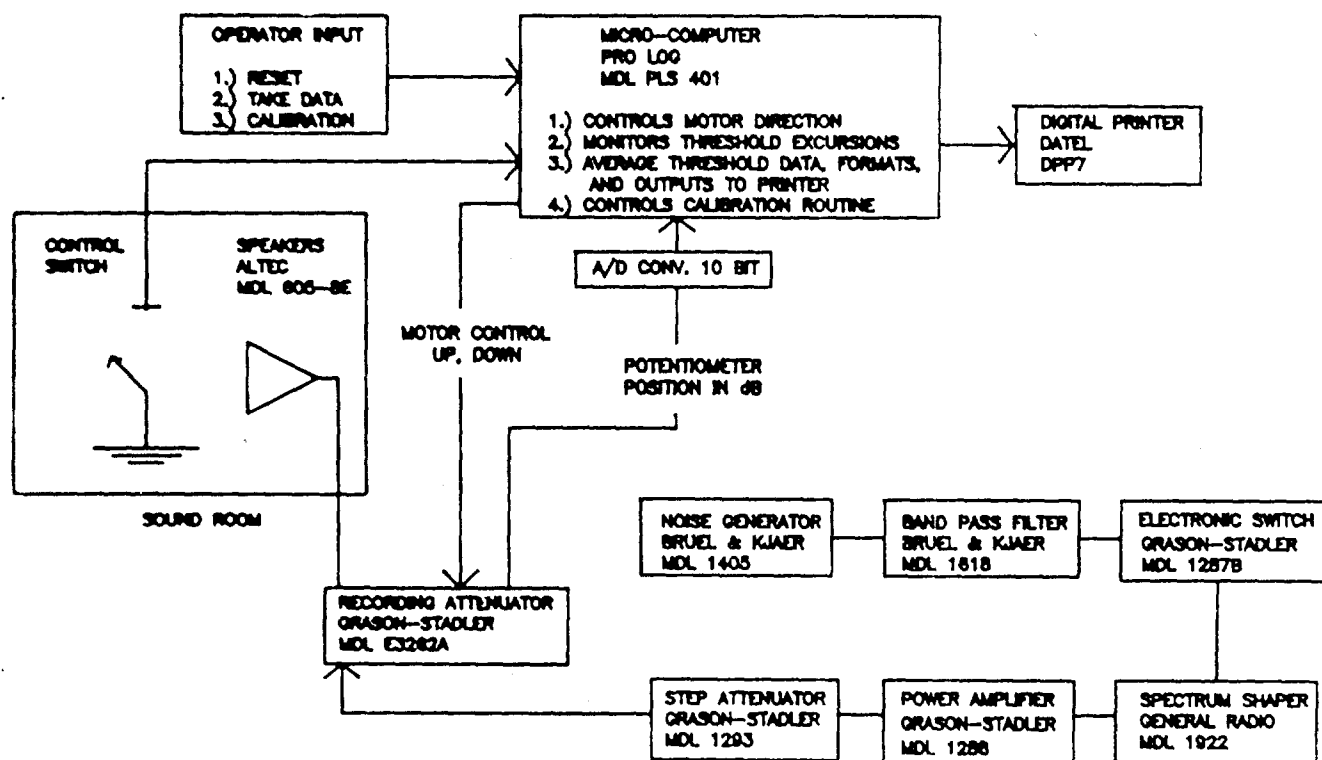 OPERATOR INPUT
1.) RESET
2.) TAKE DATA
3.) CALIBRATION
MICRO-COMPUTER
PRO LOG
MDL PLS 401
1.) CONTROLS MOTOR DIRECTION
2.) MONITORS THRESHOLD EXCURSIONS
3.) AVERAGE THRESHOLD DATA, FORMATS,
AND OUTPUTS TO PRINTER
4.) CONTROLS CALIBRATION ROUTINE
DIGITAL PRINTER
DATEL
DPP7
CONTROL
SWITCH
SPEAKERS
ALTEC
MDL 605-8E
A/D CONV. 10 BIT
MOTOR CONTROL
UP, DOWN
POTENTIOMETER
POSITION IN dB
SOUND ROOM
NOISE GENERATOR
BRUEL & KJAER
MDL 1405
BAND PASS FILTER
BRUEL & KJAER
MDL 1618
ELECTRONIC SWITCH
GRASON-STADLER
MDL 1287B
RECORDING ATTENUATOR
GRASON-STADLER
MDL E3262A
STEP ATTENUATOR
GRASON-STADLER
MDL 1293
POWER AMPLIFIER
GRASON-STADLER
MDL 1288
SPECTRUM SHAPER
GENERAL RADIO
MDL 1922